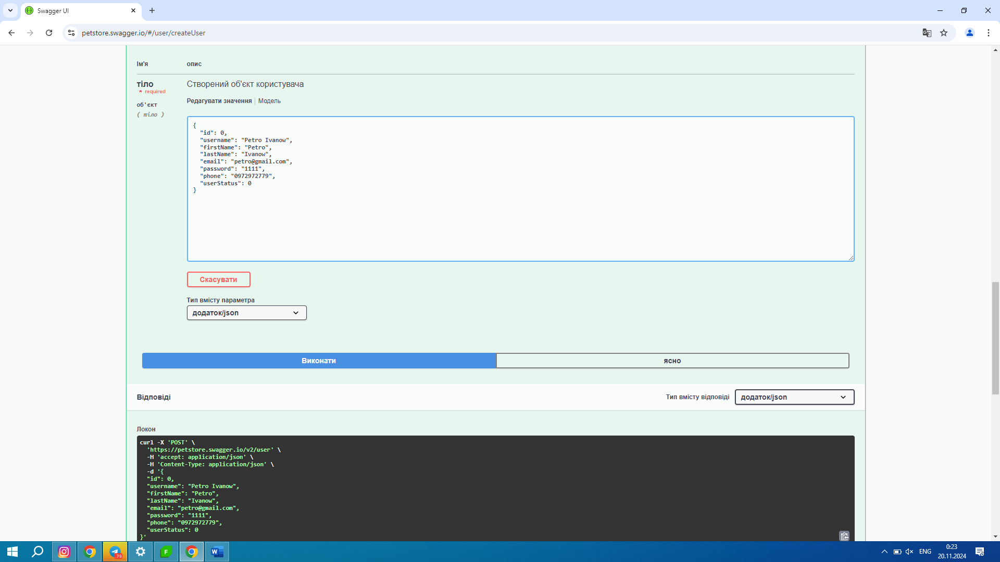 Swagger UI
petstore.swagger.io/#/user/createUser
Ім'я
опис
тіло
* required
об'єкт
( тіло )
Створений об'єкт користувача
Редагувати значення | Модель
{
  "id": 0,
  "username": "Petro Ivanow",
  "firstName": "Petro",
  "lastName": "Ivanow",
  "email": "petro@gmail.com",
  "password": "1111",
  "phone": "0972972779",
  "userStatus": 0
}
Скасувати
Тип вмісту параметра
додаток/json
Виконати
ясно
Відповіді
Тип вмісту відповіді
додаток/json
Локон
curl -X 'POST' \
  'https://petstore.swagger.io/v2/user' \
  -H 'accept: application/json' \
  -H 'Content-Type: application/json' \
  -d '{
  "id": 0,
  "username": "Petro Ivanow",
  "firstName": "Petro",
  "lastName": "Ivanow",
  "email": "petro@gmail.com",
  "password": "1111",
  "phone": "0972972779",
  "userStatus": 0
}'
.79
F
W
ENG
0:23
20.11.2024